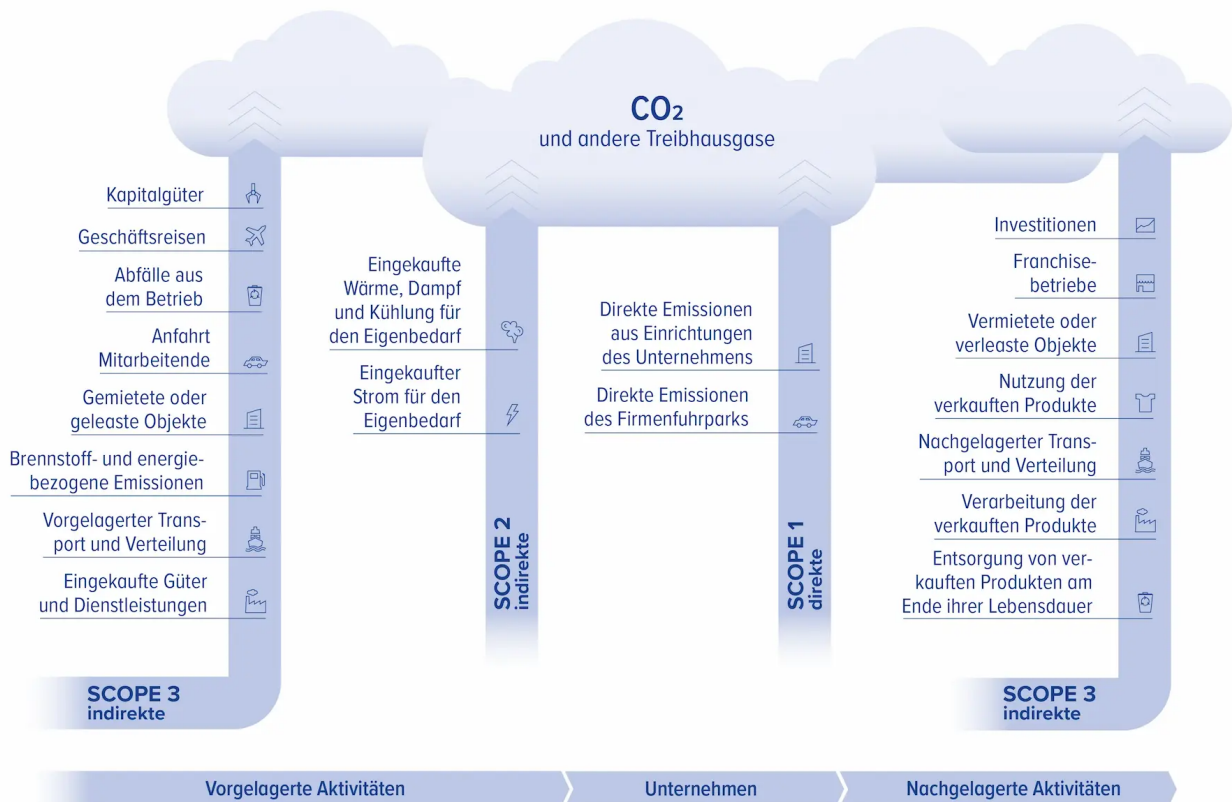 CO₂
und andere Treibhausgase
Kapitalgüter
Geschäftsreisen
Abfälle aus
dem Betrieb
Anfahrt
Mitarbeitende
Gemietete oder
geleaste Objekte
Brennstoff- und energie-
bezogene Emissionen
Vorgelagerter Trans-
port und Verteilung
Eingekaufte Güter
und Dienstleistungen
SCOPE 3
indirekte
Eingekaufte
Wärme, Dampf
und Kühlung für
den Eigenbedarf
Eingekaufter
Strom für den
Eigenbedarf
SCOPE 2
indirekte
Direkte Emissionen
aus Einrichtungen
des Unternehmens
Direkte Emissionen
des Firmenfuhrparks
SCOPE 1
direkte
Investitionen
Franchise-
betriebe
Vermietete oder
verleaste Objekte
Nutzung der
verkauften Produkte
Nachgelagerter Trans-
port und Verteilung
Verarbeitung der
verkauften Produkte
Entsorgung von ver-
kauften Produkten am
Ende ihrer Lebensdauer
SCOPE 3
indirekte
Vorgelagerte Aktivitäten
Unternehmen
Nachgelagerte Aktivitäten